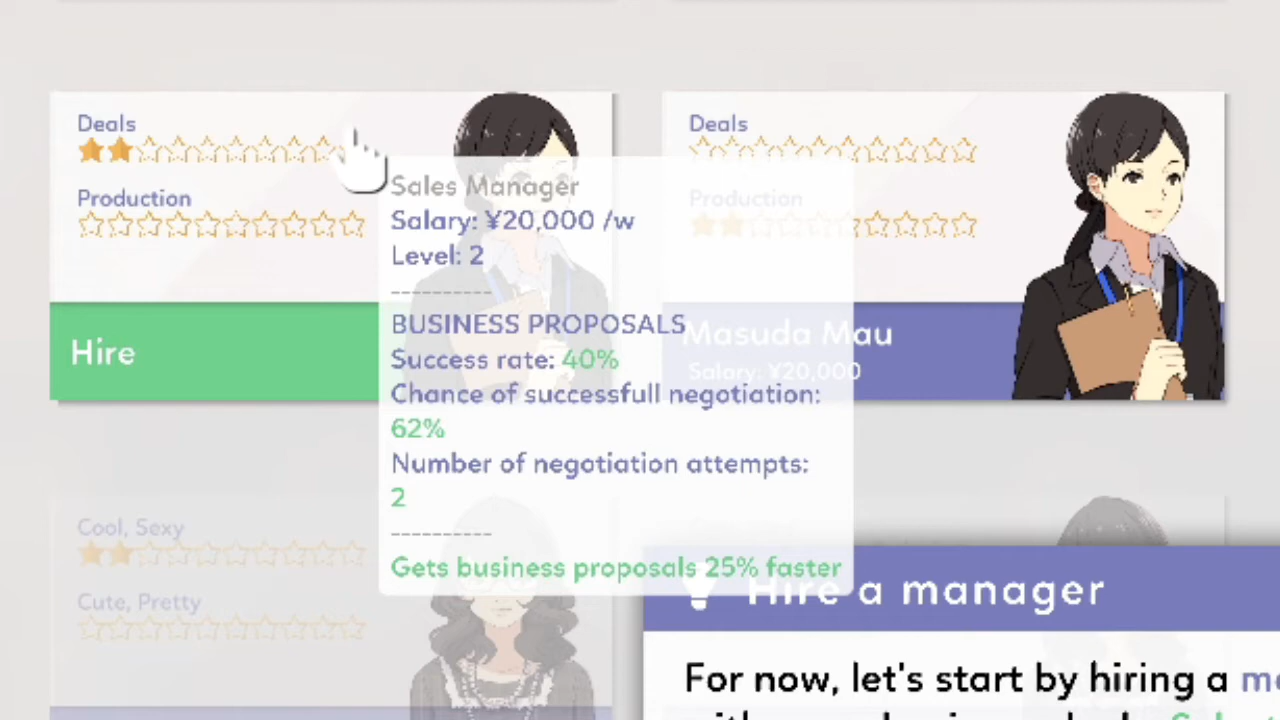 Deals
Production
Hire
Sales Manager
Salary: ¥20,000 /w
Level: 2
----------
BUSINESS PROPOSALS
Success rate: 40%
Chance of successfull negotiation:
62%
Number of negotiation attempts:
2
----------
Gets business proposals 25% faster
Deals
Production
Masuda Mau
Salary: ¥20,000
Cool, Sexy
Cute, Pretty
Hire a manager
For now, let's start by hiring a